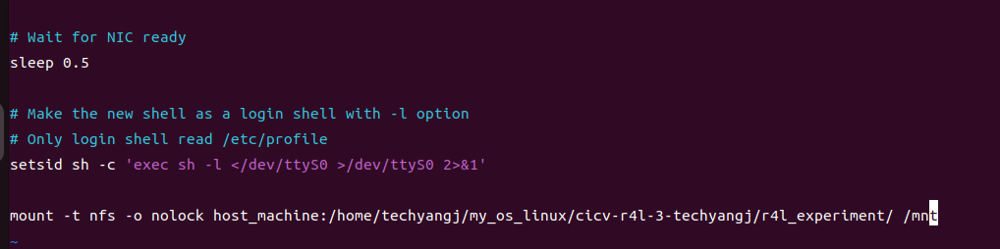 # Wait for NIC ready
sleep 0.5
# Make the new shell as a login shell with -l option
# Only login shell read /etc/profile
setsid sh -c 'exec sh -l </dev/ttyS0 >/dev/ttyS0 2>&1'
mount -t nfs -o nolock host_machine:/home/techyangj/my_os_linux/cicv-r4l-3-techyangj/r4l_experiment/ /mnt
~